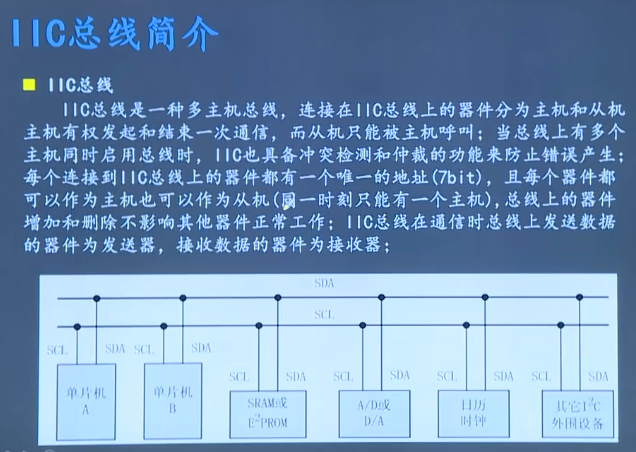 IIC总线简介
IIC总线
IIC总线是一种多主机总线，连接在IIC总线上的器件分为主机和从机
主机有权发起和结束一次通信，而从机只能被主机呼叫；当总线上有多个
主机同时启用总线时，IIC也具备冲突检测和仲裁的功能来防止错误产生；
每个连接到IIC总线上的器件都有一个唯一的地址(7bit)，且每个器件都
可以作为主机也可以作为从机(同一时刻只能有一个主机),总线上的器件
增加和删除不影响其他器件正常工作；IIC总线在通信时总线上发送数据
的器件为发送器，接收数据的器件为接收器；
SDA
SCL
SCL SDA SCL SDA SCL SDA SCL SDA SCL SDA SCL SDA
单片机
A
单片机
B
SRAM或
E²PROM
A/D或
D/A
日历
时钟
其它I²C
外围设备